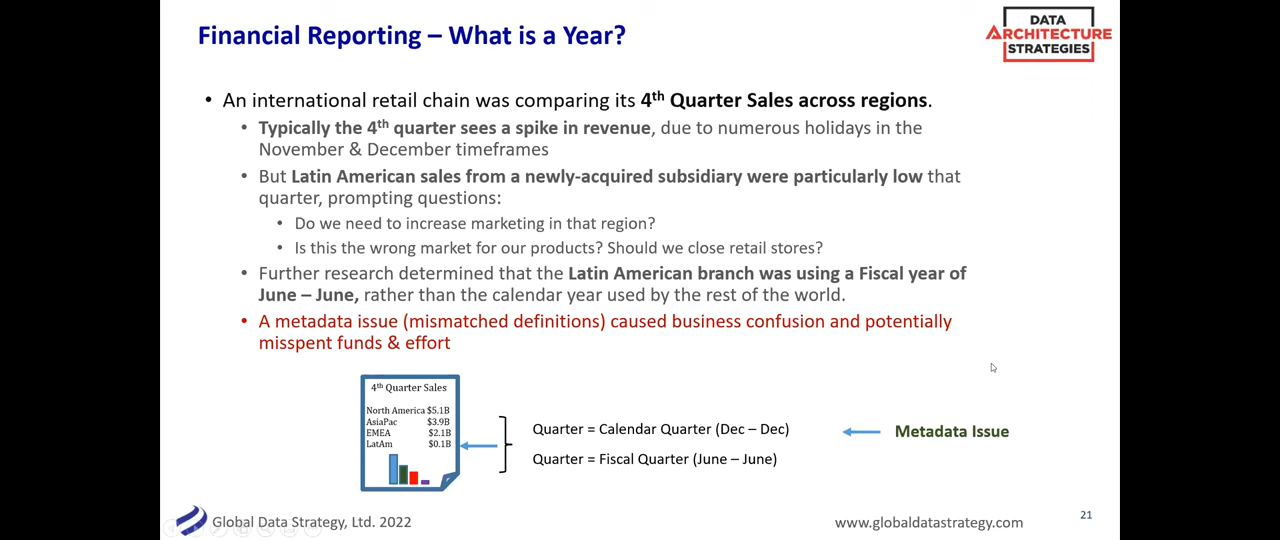 Financial Reporting – What is a Year?
DATA
ARCHITECTURE
STRATEGIES
• An international retail chain was comparing its 4th Quarter Sales across regions.
• Typically the 4th quarter sees a spike in revenue, due to numerous holidays in the
November & December timeframes
• But Latin American sales from a newly-acquired subsidiary were particularly low that
quarter, prompting questions:
• Do we need to increase marketing in that region?
• Is this the wrong market for our products? Should we close retail stores?
• Further research determined that the Latin American branch was using a Fiscal year of
June – June, rather than the calendar year used by the rest of the world.
• A metadata issue (mismatched definitions) caused business confusion and potentially
misspent funds & effort
4th Quarter Sales
North America $5.1B
AsiaPac $3.9B
EMEA $2.1B
LatAm $0.1B
Quarter = Calendar Quarter (Dec – Dec)
Quarter = Fiscal Quarter (June – June)
Metadata Issue
Global Data Strategy, Ltd. 2022
www.globaldatastrategy.com
21